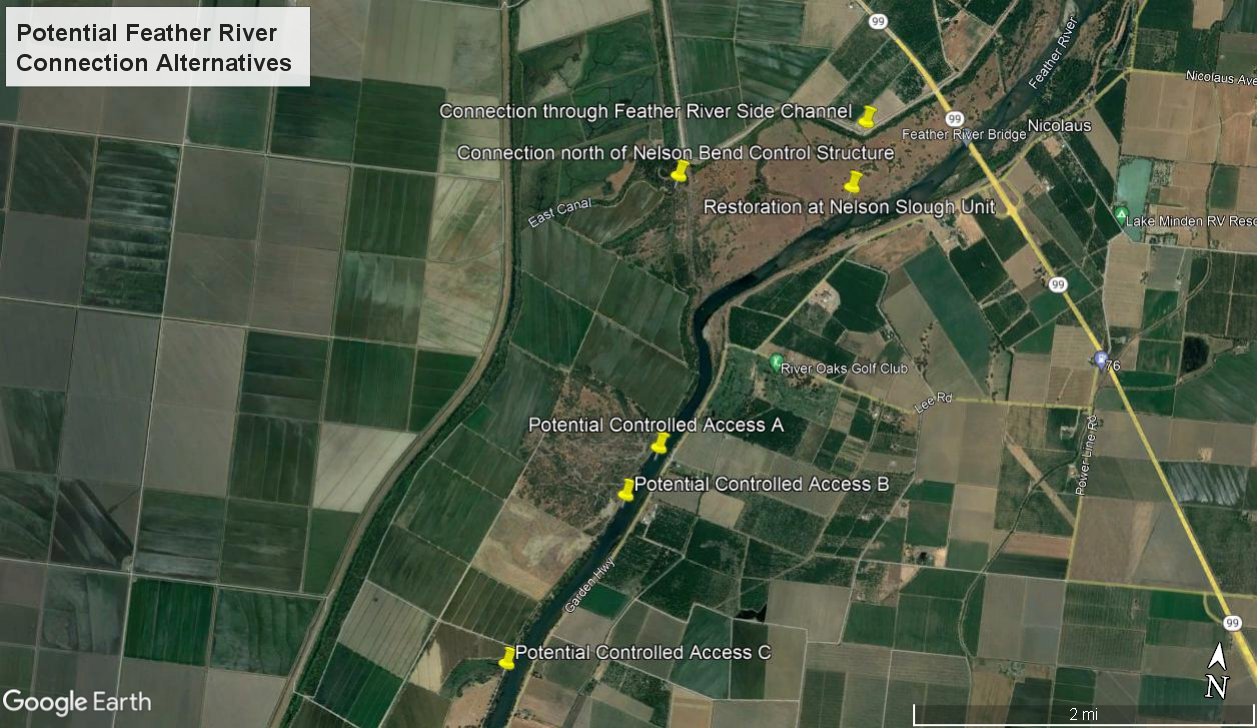 Potential Feather River
Connection Alternatives
99
Feather River
Nicolaus Ave
Connection through Feather River Side Channel
99
Nicolaus
Feather River Bridge
Connection north of Nelson Bend Control Structure
East Canal
Restoration at Nelson Slough Unit
Lake Minden RV Reso
99
River Oaks Golf Club
76
Lee Rd
Potential Controlled Access A
Power Line Rd
Potential Controlled Access B
Garden Hwy
99
Potential Controlled Access C
N
Google Earth
2 mi